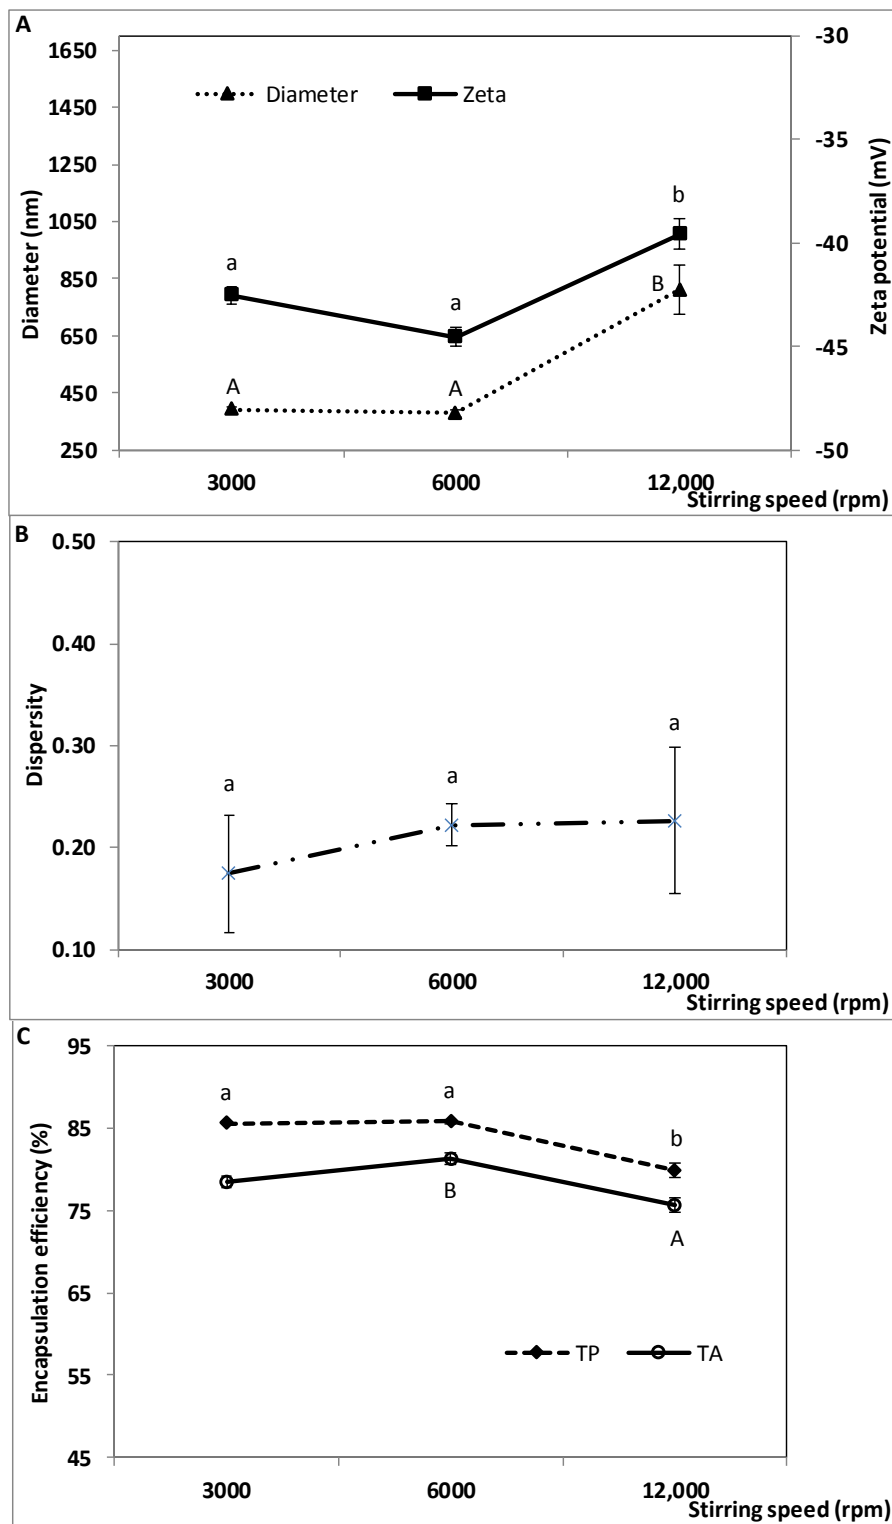 A
1650
1450
1250
1050
850
650
450
250
Diameter (nm)
Diameter
Zeta
a
a
b
A
A
B
-30
-35
-40
-45
-50
Zeta potential (mV)
3000
6000
12,000
Stirring speed (rpm)
B
0.50
0.40
0.30
0.20
0.10
Dispersity
a
a
a
3000
6000
12,000
Stirring speed (rpm)
C
95
85
75
65
55
45
Encapsulation efficiency (%)
a
a
b
B
A
TP
TA
3000
6000
12,000
Stirring speed (rpm)